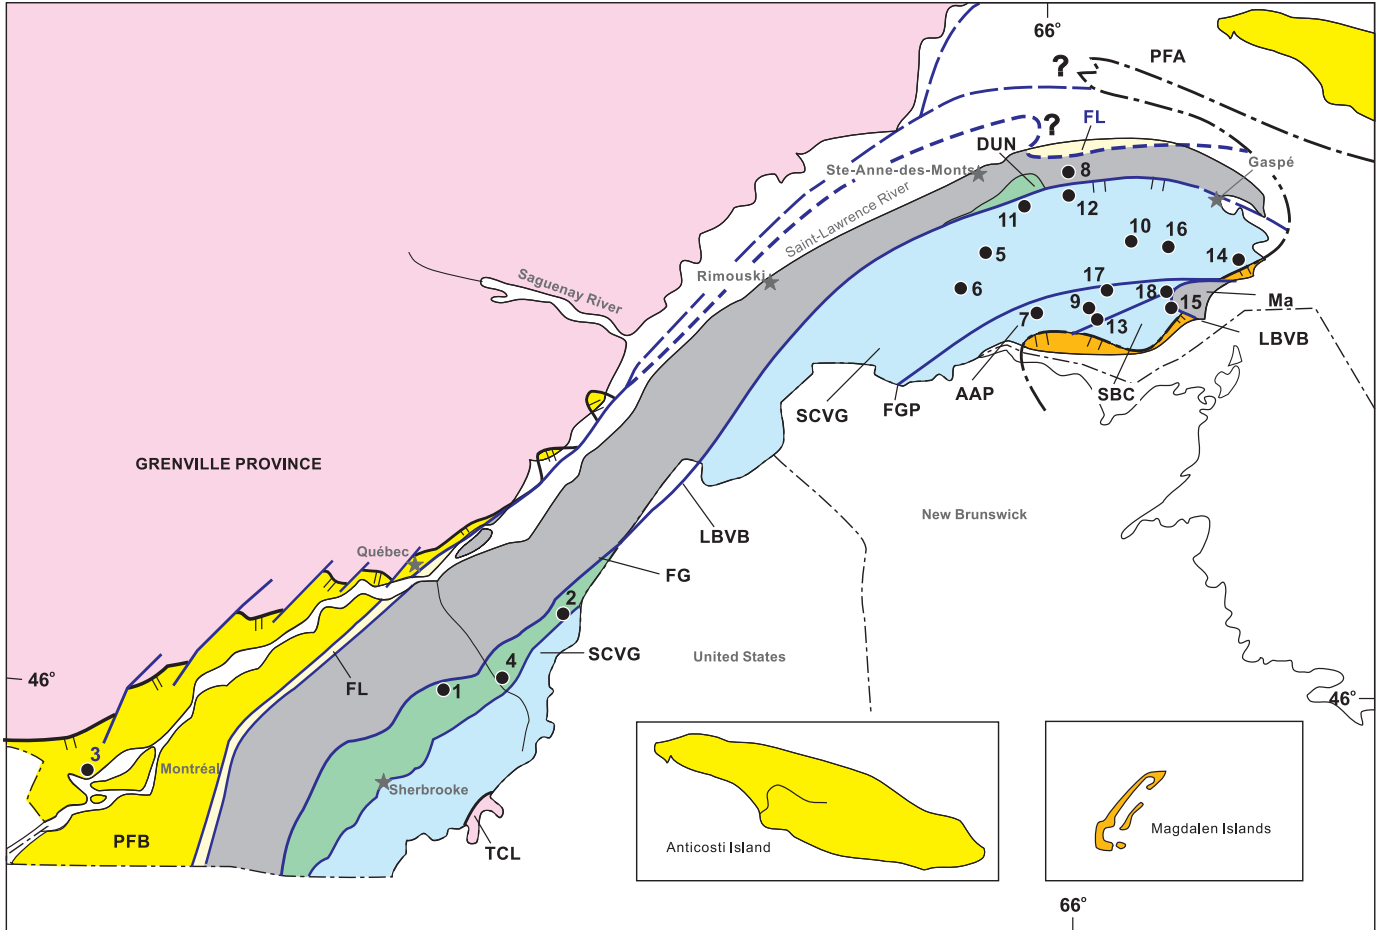 66°
PFA
?
?
FL
DUN
Ste-Anne-des-Monts
8
Gaspé
12
11
Saint-Lawrence River
10
16
5
14
Rimouski
17
Saguenay River
6
18
Ma
9
15
7
13
LBVB
SCVG
FGP
AAP
SBC
GRENVILLE PROVINCE
New Brunswick
LBVB
Québec
FG
2
SCVG
United States
4
46°
FL
1
46°
3
Montréal
Sherbrooke
PFB
TCL
Anticosti Island
Magdalen Islands
66°